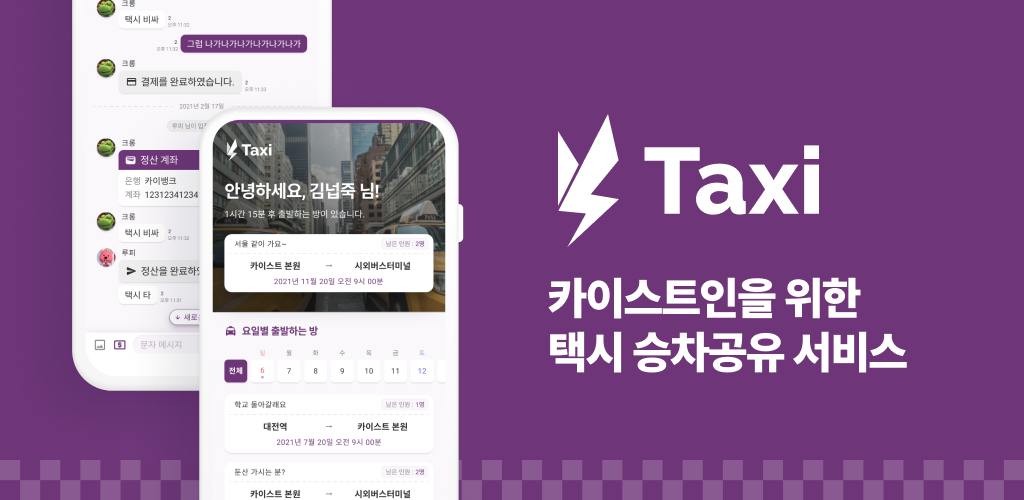 크롱
택시 비싸
2
오후 11:32
2
오후 11:32
그럼 나가나가나가나가나가나가
크롱
결제를 완료하였습니다.
2
오후 11:33
2021년 2월 17일
루피 님이 입장
크롱
정산 계좌
은행 카이뱅크
계좌 12312341234
크롱
택시 비싸
2
오후 11:32
루피
정산을 완료하
택시 타
2
오후 11:31
새로운
문자 메시지
Taxi
안녕하세요, 김넙죽 님!
1시간 15분 후 출발하는 방이 있습니다.
서울 같이 가요~
남은 인원 : 2명
카이스트 본원 → 시외버스터미널
2021년 11월 20일 오전 9시 00분
요일별 출발하는 방
일 월 화 수 목 금 토
전체 6 7 8 9 10 11 12
학교 돌아갈래요
남은 인원 : 1명
대전역 → 카이스트 본원
2021년 7월 20일 오전 9시 00분
둔산 가시는 분?
남은 인원 : 2명
카이스트 본원 → 시외버스터미널
Taxi
카이스트인을 위한
택시 승차공유 서비스